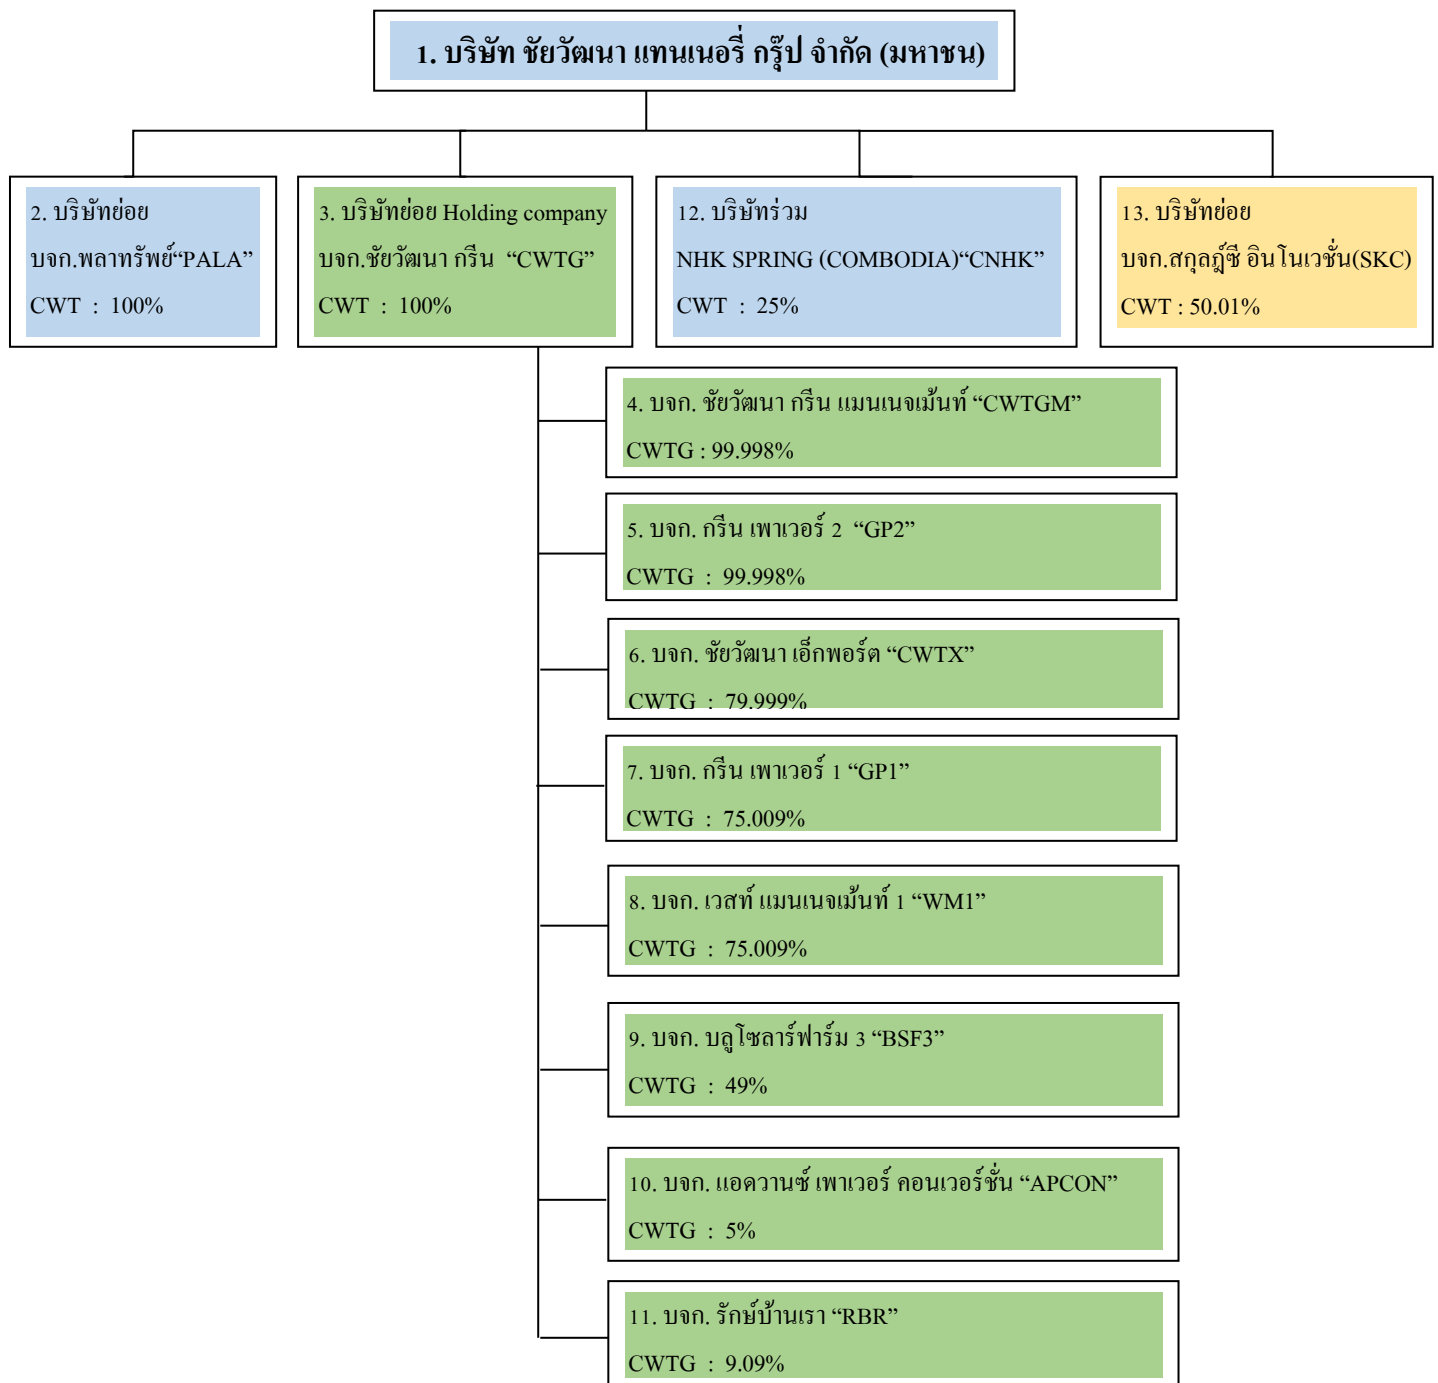 1. บริษัท ชัยวัฒนา แทนเนอรี่ กรุ๊ป จำกัด (มหาชน)
2. บริษัทย่อย
บจก.พลาทรัพย์“PALA”
CWT : 100%
3. บริษัทย่อย Holding company
บจก.ชัยวัฒนา กรีน “CWTG”
CWT : 100%
12. บริษัทร่วม
NHK SPRING (COMBODIA)“CNHK”
CWT : 25%
13. บริษัทย่อย
บจก.สกุลฎ์ซี อินโนเวชั่น(SKC)
CWT : 50.01%
4. บจก. ชัยวัฒนา กรีน แมนเนจเม้นท์ “CWTGM”
CWTG : 99.998%
5. บจก. กรีน เพาเวอร์ 2 “GP2”
CWTG : 99.998%
6. บจก. ชัยวัฒนา เอ็กพอร์ต “CWTX”
CWTG : 79.999%
7. บจก. กรีน เพาเวอร์ 1 “GP1”
CWTG : 75.009%
8. บจก. เวสท์ แมนเนจเม้นท์ 1 “WM1”
CWTG : 75.009%
9. บจก. บลูโซลาร์ฟาร์ม 3 “BSF3”
CWTG : 49%
10. บจก. แอดวานซ์ เพาเวอร์ คอนเวอร์ชั่น “APCON”
CWTG : 5%
11. บจก. รักษ์บ้านเรา “RBR”
CWTG : 9.09%